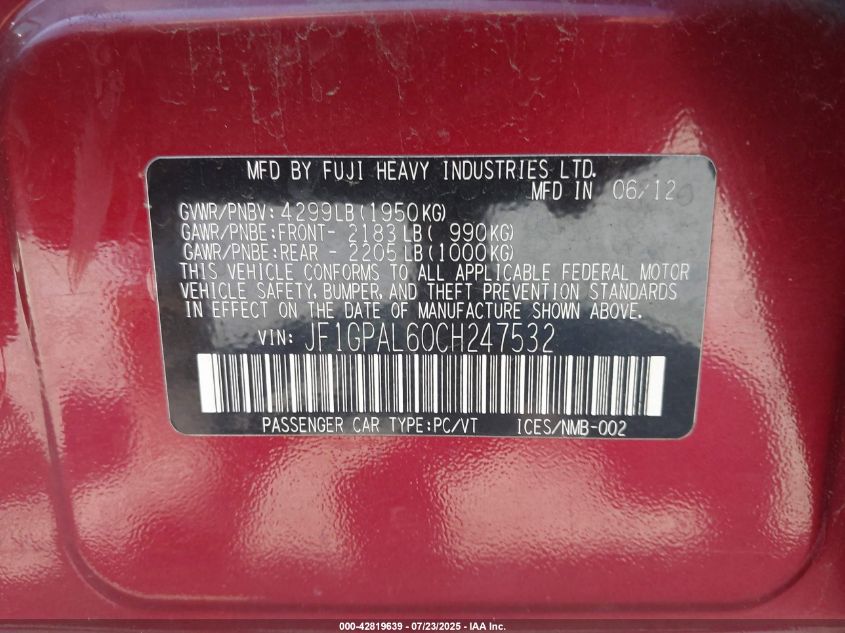 MFD BY FUJI HEAVY INDUSTRIES LTD.
MFD IN 06/12
GVWR/PNBV: 4299LB (1950KG)
GAWR/PNBE:FRONT- 2183LB( 990KG)
GAWR/PNBE:REAR - 2205LB(1000KG)
THIS VEHICLE CONFORMS TO ALL APPLICABLE FEDERAL MOTOR
VEHICLE SAFETY, BUMPER, AND THEFT PREVENTION STANDARDS
IN EFFECT ON THE DATE OF MANUFACTURE SHOWN ABOVE.
VIN: JF1GPAL60CH247532
PASSENGER CAR TYPE:PC/VT ICES/NMB-002
000-42819639 - 07/23/2025 - IAA Inc.